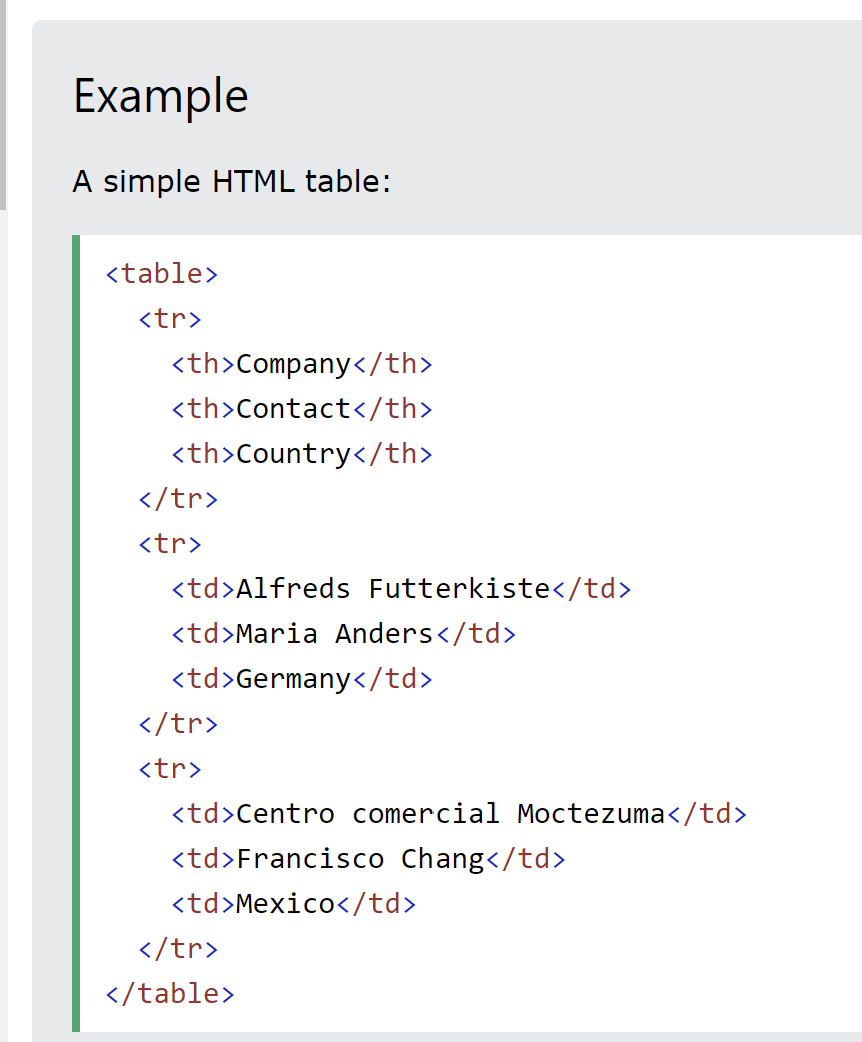 Example
A simple HTML table:
<table>
  <tr>
    <th>Company</th>
    <th>Contact</th>
    <th>Country</th>
  </tr>
  <tr>
    <td>Alfreds Futterkiste</td>
    <td>Maria Anders</td>
    <td>Germany</td>
  </tr>
  <tr>
    <td>Centro comercial Moctezuma</td>
    <td>Francisco Chang</td>
    <td>Mexico</td>
  </tr>
</table>